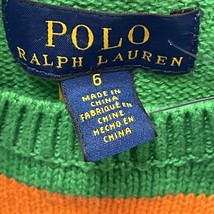 POLO
RALPH LAUREN
6
MADE IN
CHINA
FABRIQUÉ EN
CHINE
HECHO EN
CHINA